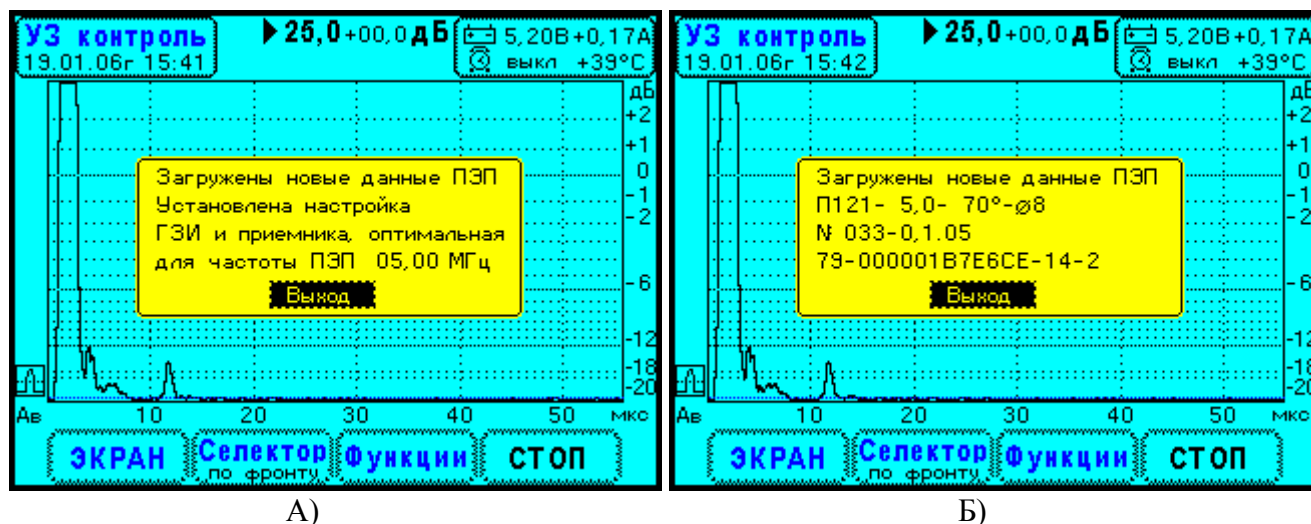 УЗ контроль
19.01.06г 15:41
25,0+00,0дБ
5,20В+0,17А
выкл +39°С
дБ
+2
+1
0
-1
-2
-6
-12
-18
-20
Загружены новые данные ПЭП
Установлена настройка
ГЗИ и приемника, оптимальная
для частоты ПЭП 05,00 МГц
Выход
Ав 10 20 30 40 50 мкс
ЭКРАН Селектор по фронту Функции СТОП
А)
УЗ контроль
19.01.06г 15:42
25,0+00,0дБ
5,20В+0,17А
выкл +39°С
дБ
+2
+1
0
-1
-2
-6
-12
-18
-20
Загружены новые данные ПЭП
П121- 5,0- 70°-⌀8
№ 033-0,1.05
79-000001B7E6CE-14-2
Выход
Ав 10 20 30 40 50 мкс
ЭКРАН Селектор по фронту Функции СТОП
Б)